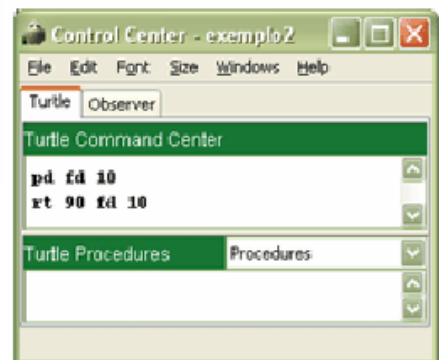 Control Center - exemplo2
File Edit Font Size Windows Help
Turtle Observer
Turtle Command Center
pd fd 10
rt 90 fd 10
Turtle Procedures Procedures